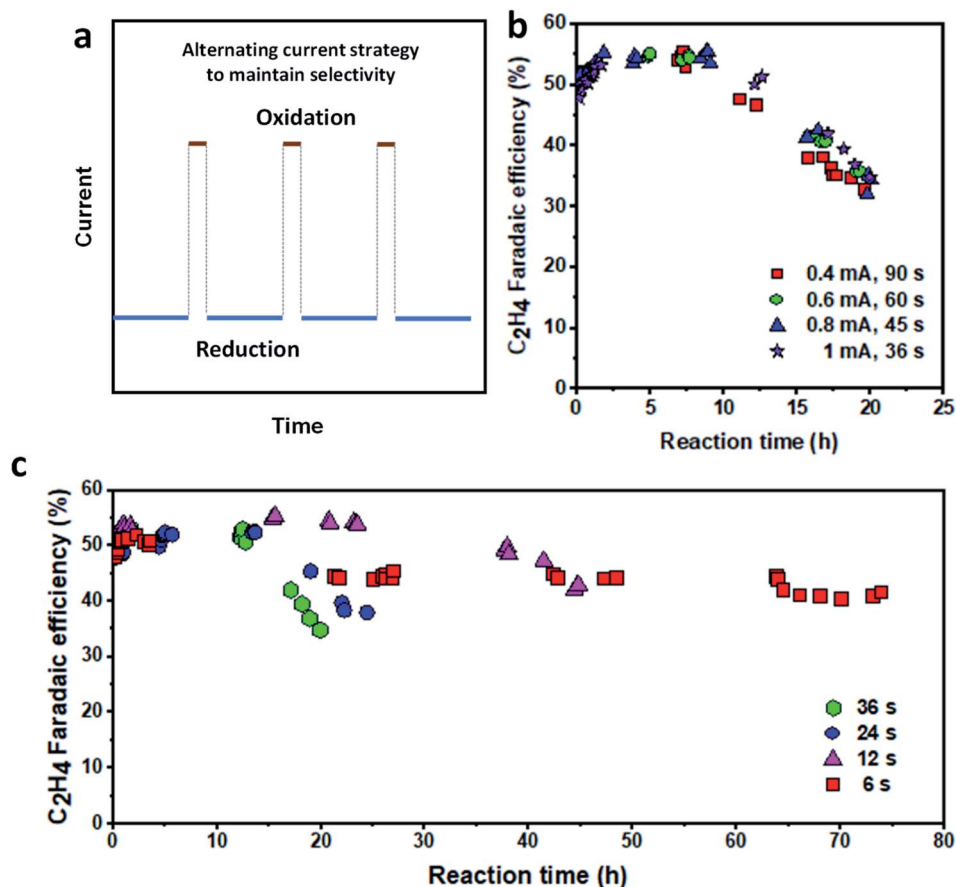 a
Alternating current strategy
to maintain selectivity
Oxidation
Current
Reduction
Time
b
C₂H₄ Faradaic efficiency (%)
60
50
40
30
20
10
0
0 5 10 15 20 25
Reaction time (h)
0.4 mA, 90 s
0.6 mA, 60 s
0.8 mA, 45 s
1 mA, 36 s
c
C₂H₄ Faradaic efficiency (%)
60
50
40
30
20
10
0
0 10 20 30 40 50 60 70 80
Reaction time (h)
36 s
24 s
12 s
6 s